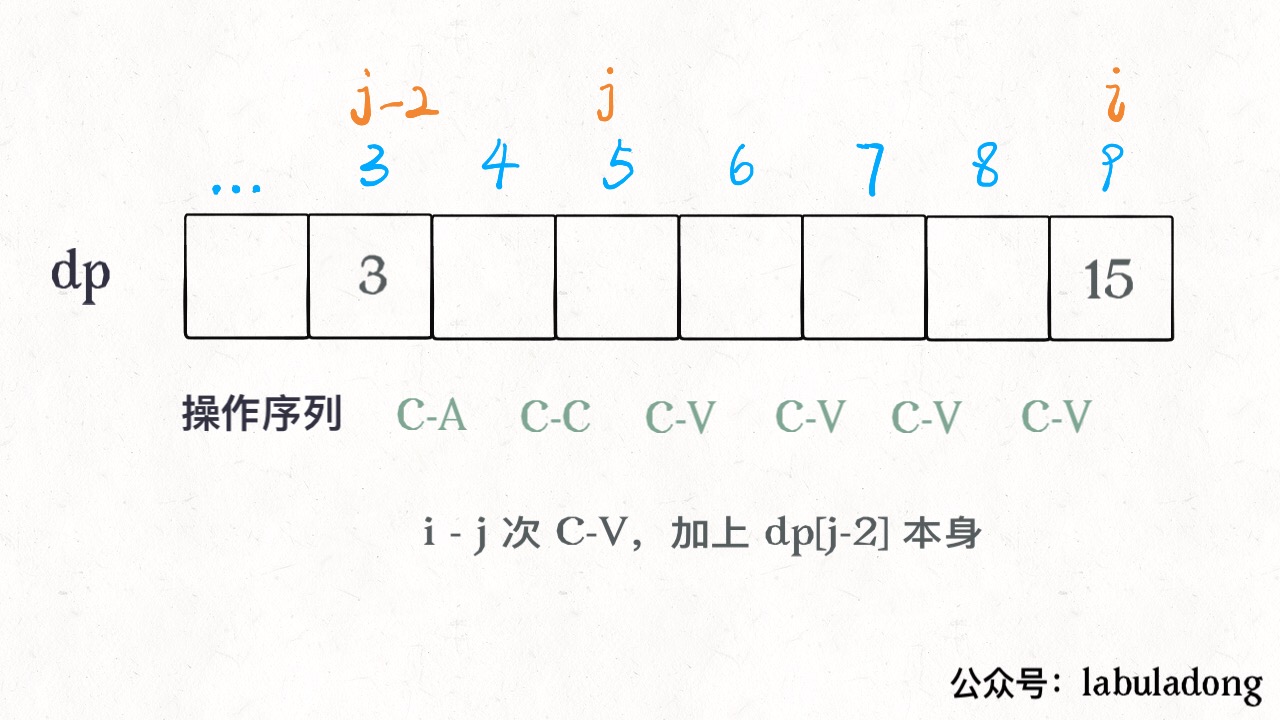 j-2 j i
... 3 4 5 6 7 8 9
dp 3 15
操作序列 C-A C-C C-V C-V C-V C-V
i - j 次 C-V，加上 dp[j-2] 本身
公众号：labuladong